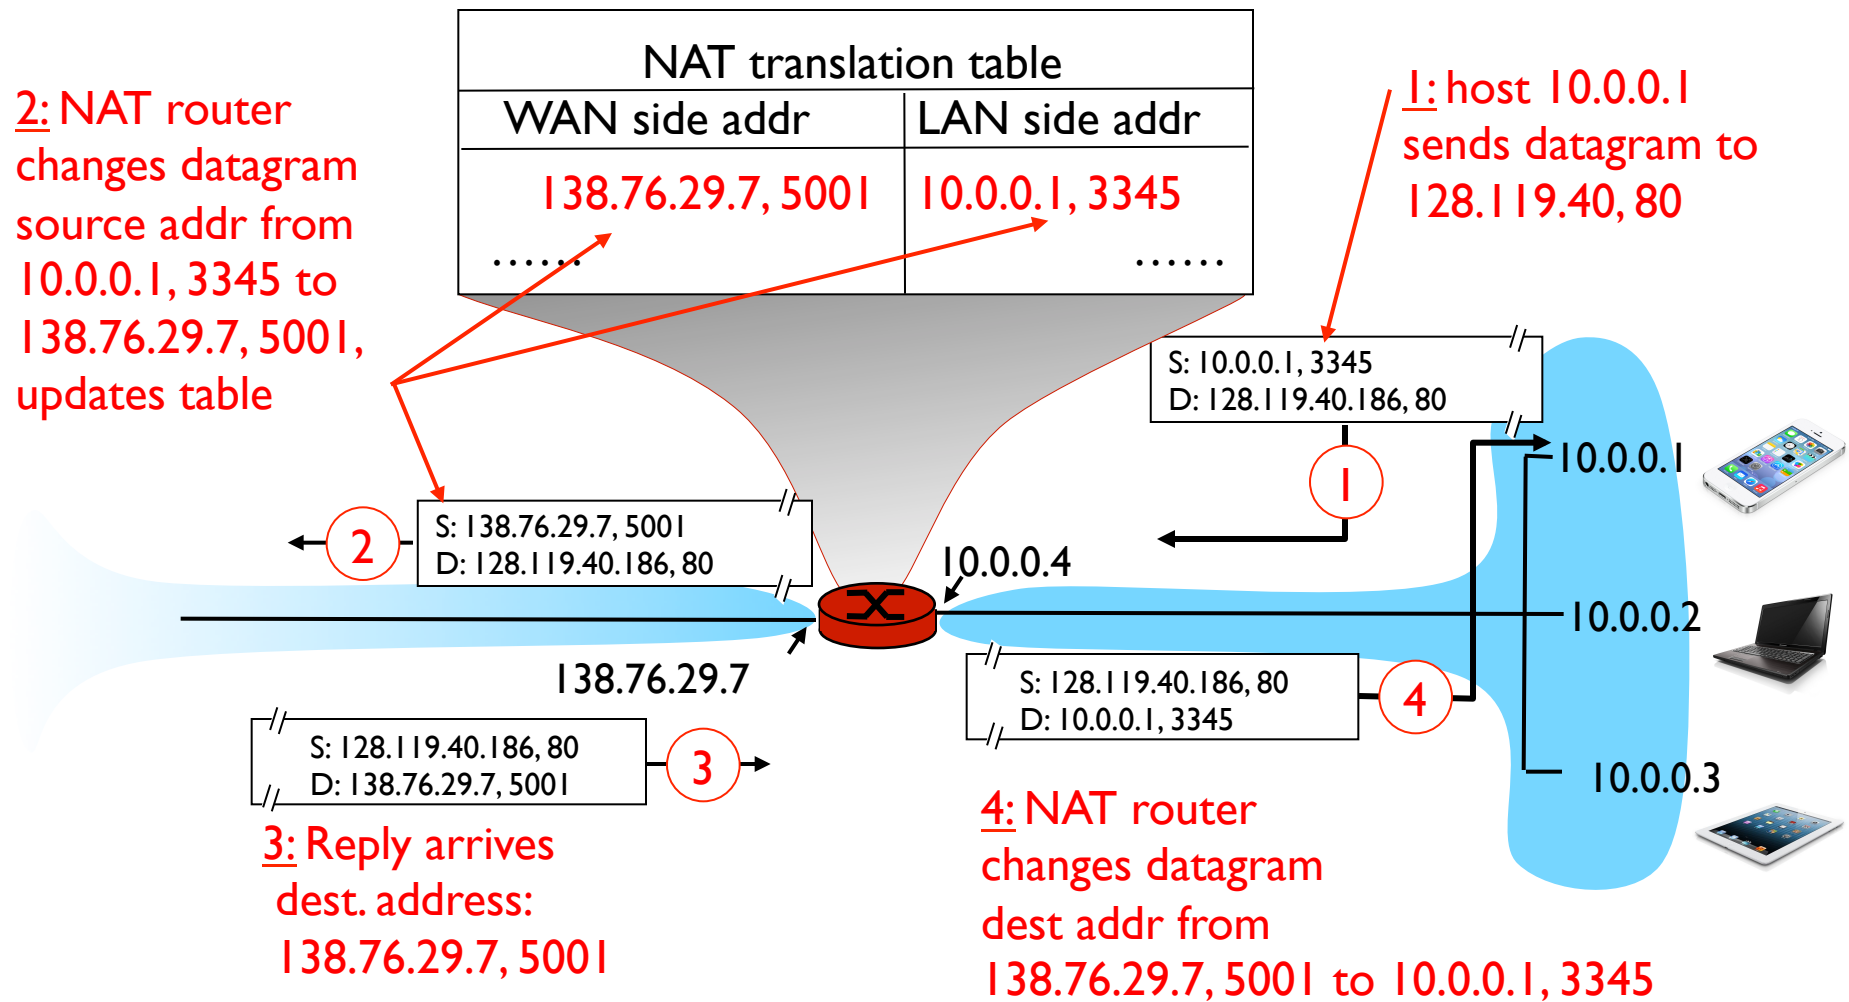 NAT translation table
WAN side addr
LAN side addr
138.76.29.7, 5001
10.0.0.1, 3345
……
……
2: NAT router
changes datagram
source addr from
10.0.0.1, 3345 to
138.76.29.7, 5001,
updates table
1: host 10.0.0.1
sends datagram to
128.119.40, 80
S: 10.0.0.1, 3345
D: 128.119.40.186, 80
1
10.0.0.1
2
S: 138.76.29.7, 5001
D: 128.119.40.186, 80
10.0.0.4
10.0.0.2
138.76.29.7
S: 128.119.40.186, 80
D: 10.0.0.1, 3345
4
S: 128.119.40.186, 80
D: 138.76.29.7, 5001
3
10.0.0.3
3: Reply arrives
dest. address:
138.76.29.7, 5001
4: NAT router
changes datagram
dest addr from
138.76.29.7, 5001 to 10.0.0.1, 3345